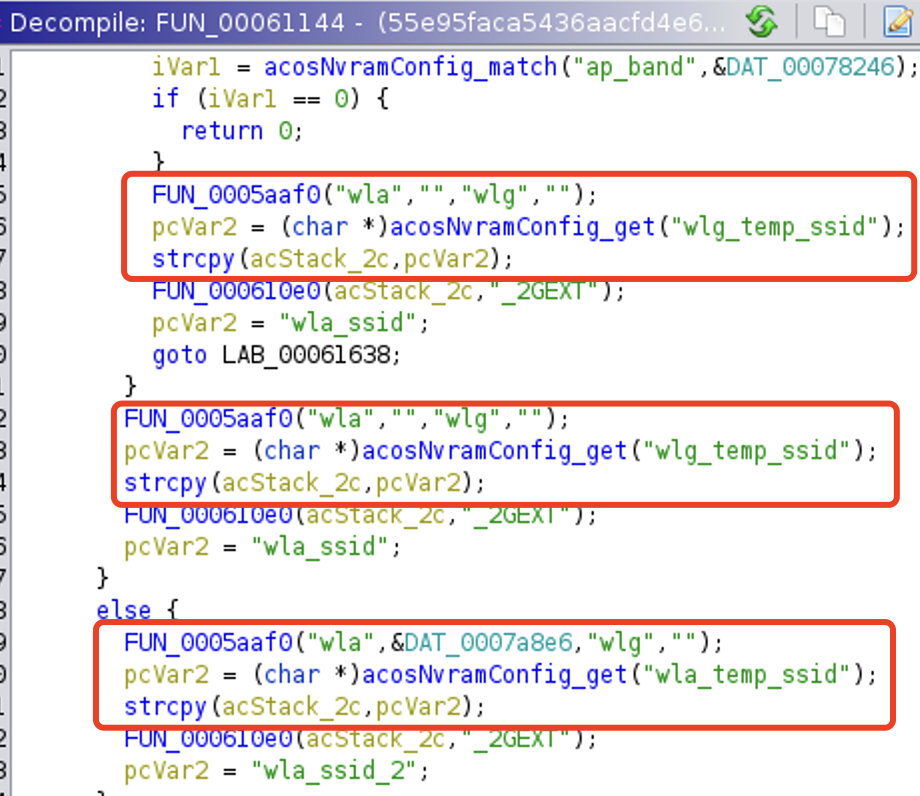 Decompile: FUN_00061144 - (55e95faca5436aacfd4e6...
iVar1 = acosNvramConfig_match("ap_band",&DAT_00078246);
if (iVar1 == 0) {
return 0;
}
FUN_0005aaf0("wla","","wlg","");
pcVar2 = (char *)acosNvramConfig_get("wlg_temp_ssid");
strcpy(acStack_2c,pcVar2);
FUN_000610e0(acStack_2c,"_2GEXT");
pcVar2 = "wla_ssid";
goto LAB_00061638;
}
FUN_0005aaf0("wla","","wlg","");
pcVar2 = (char *)acosNvramConfig_get("wlg_temp_ssid");
strcpy(acStack_2c,pcVar2);
FUN_000610e0(acStack_2c,"_2GEXT");
pcVar2 = "wla_ssid";
}
else {
FUN_0005aaf0("wla",&DAT_0007a8e6,"wlg","");
pcVar2 = (char *)acosNvramConfig_get("wla_temp_ssid");
strcpy(acStack_2c,pcVar2);
FUN_000610e0(acStack_2c,"_2GEXT");
pcVar2 = "wla_ssid_2";